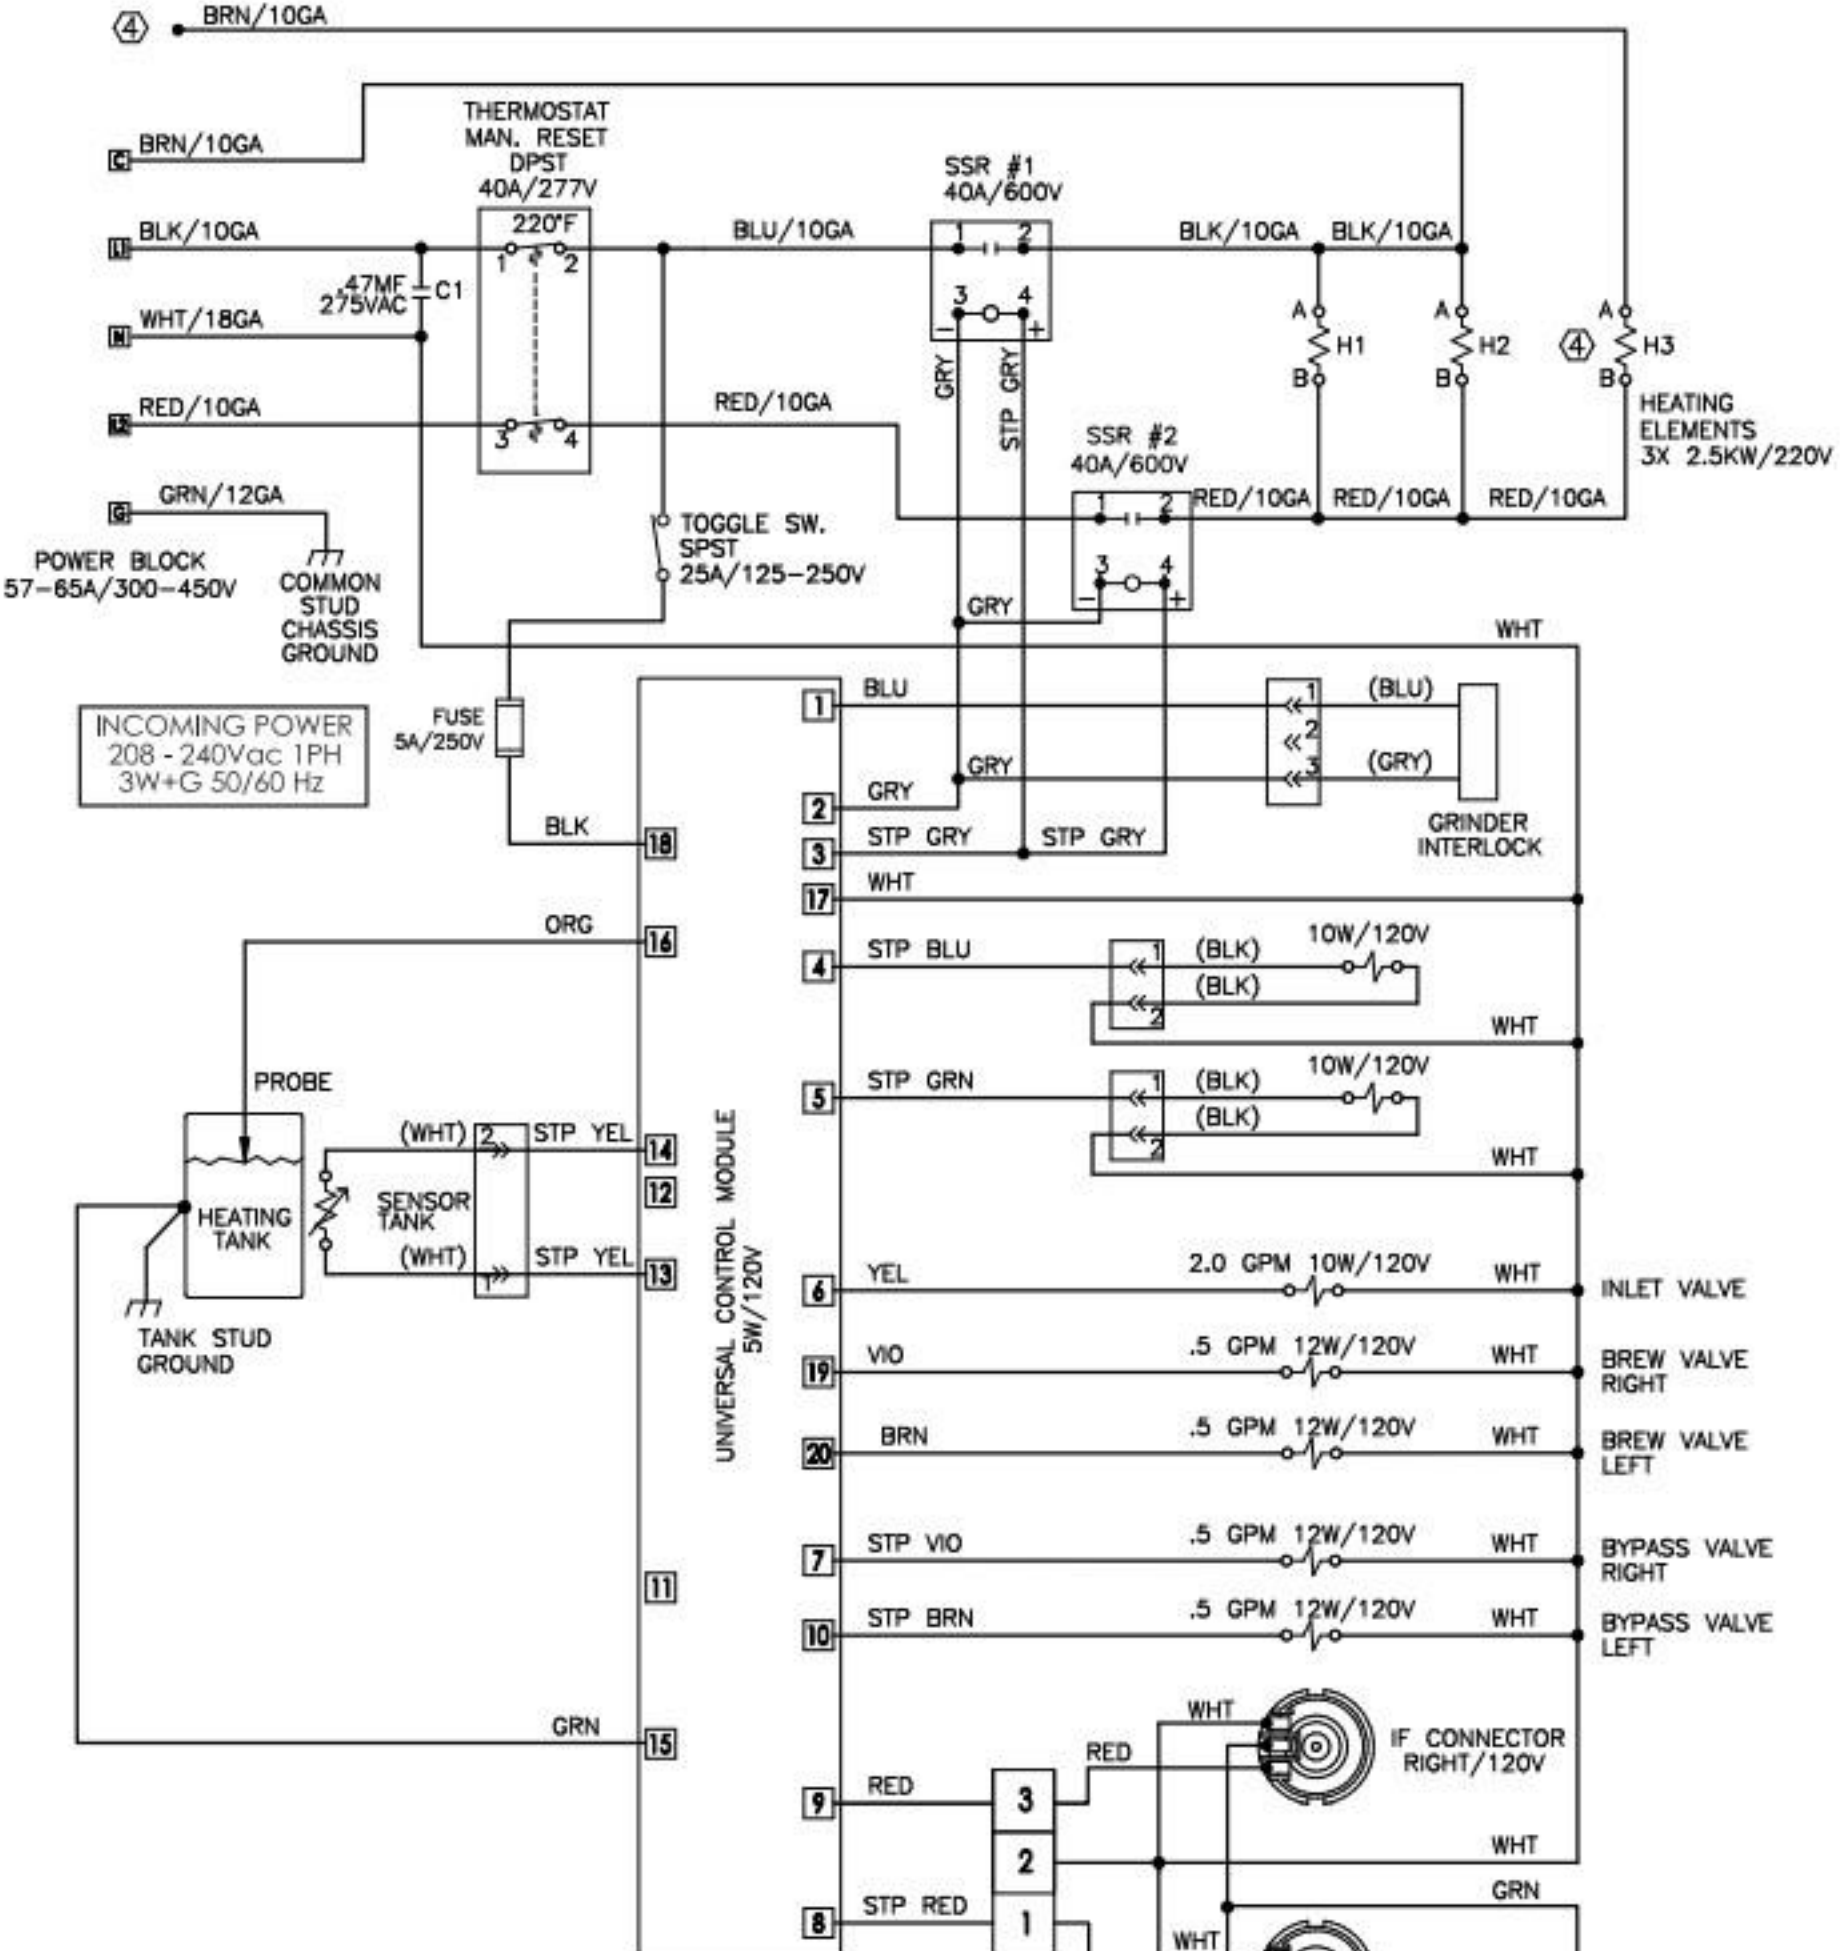 4
BRN/10GA
THERMOSTAT
MAN. RESET
DPST
40A/277V
C BRN/10GA
SSR #1
40A/600V
220°F
L1 BLK/10GA
1 2
BLU/10GA
1 2
BLK/10GA BLK/10GA
.47MF
275VAC
C1
N WHT/18GA
3 4
- +
GRY
STP GRY
A
B
H1
A
B
H2
4
A
B
H3
HEATING
ELEMENTS
3X 2.5KW/220V
L2 RED/10GA
3 4
RED/10GA
SSR #2
40A/600V
1 2
RED/10GA RED/10GA RED/10GA
3 4
- +
G GRN/12GA
POWER BLOCK
57-65A/300-450V
COMMON
STUD
CHASSIS
GROUND
TOGGLE SW.
SPST
25A/125-250V
GRY
WHT
INCOMING POWER
208 - 240Vac 1PH
3W+G 50/60 Hz
FUSE
5A/250V
1 BLU
1
2
3
(BLU)
GRY
(GRY)
2 GRY
GRINDER
INTERLOCK
BLK
18
3 STP GRY
STP GRY
17 WHT
ORG
16
4 STP BLU
1
2
(BLK)
(BLK)
10W/120V
WHT
5 STP GRN
1
2
(BLK)
(BLK)
10W/120V
WHT
PROBE
HEATING
TANK
(WHT)
2
STP YEL
14
SENSOR
TANK
12
(WHT)
1
STP YEL
13
TANK STUD
GROUND
UNIVERSAL CONTROL MODULE
5W/120V
6 YEL
2.0 GPM 10W/120V
WHT
INLET VALVE
19 VIO
.5 GPM 12W/120V
WHT
BREW VALVE
RIGHT
20 BRN
.5 GPM 12W/120V
WHT
BREW VALVE
LEFT
7 STP VIO
.5 GPM 12W/120V
WHT
BYPASS VALVE
RIGHT
11
10 STP BRN
.5 GPM 12W/120V
WHT
BYPASS VALVE
LEFT
GRN
15
WHT
RED
IF CONNECTOR
RIGHT/120V
9 RED
3
2
WHT
GRN
8 STP RED
1
WHT